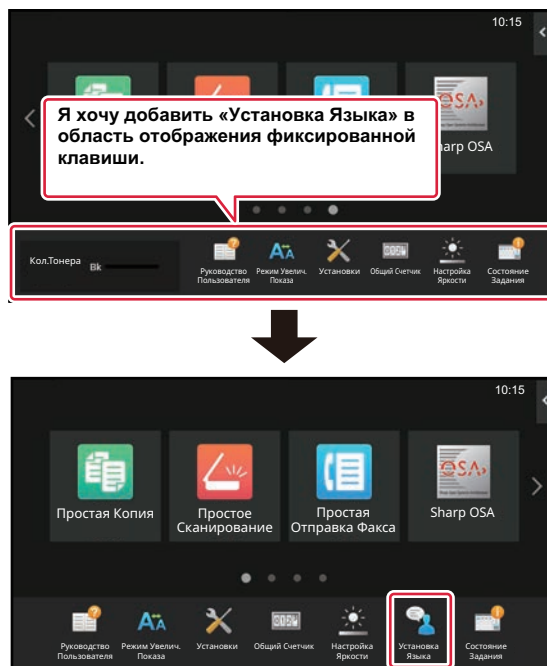 10:15
Я хочу добавить «Установка Языка» в
область отображения фиксированной
клавиши.
arp OSA
Кол.Тонера
Bk
Руководство
Пользователя
Режим Увелич.
Показа
Установки
Общий Счетчик
Настройка
Яркости
Состояние
Задания
10:15
Простая Копия
Простое
Сканирование
Простая
Отправка Факса
Sharp OSA
Руководство
Пользователя
Режим Увелич.
Показа
Установки
Общий Счетчик
Настройка
Яркости
Установка
Языка
Состояние
Задания